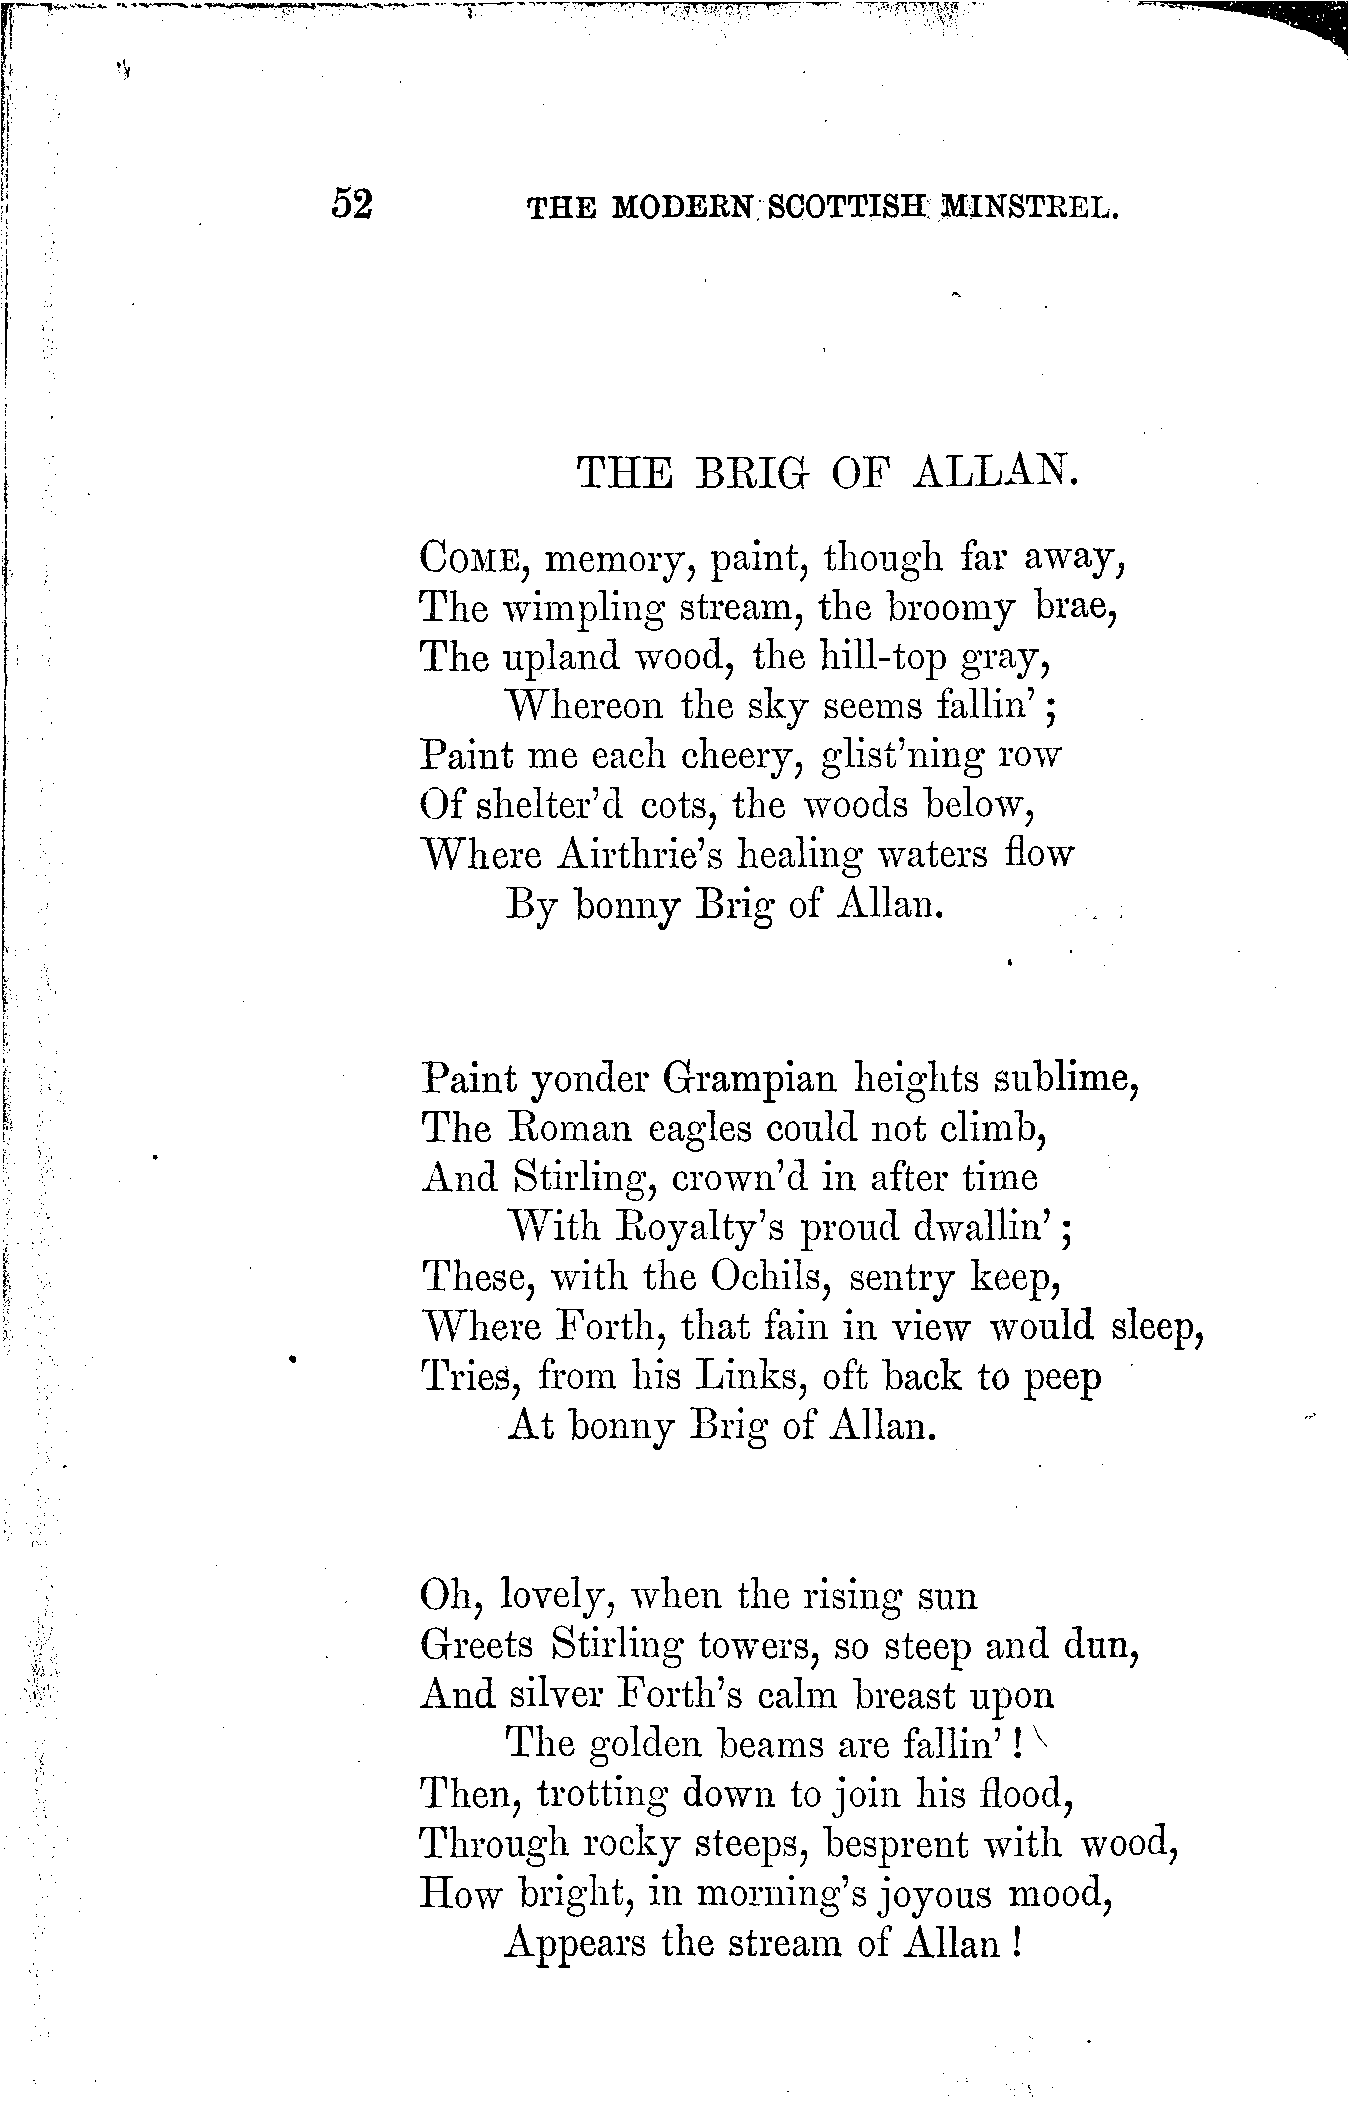 52 THE MODERN SCOTTISH MINSTREL.
THE BRIG OF ALLAN.
COME, memory, paint, though far away,
The wimpling stream, the broomy brae,
The upland wood, the hill-top gray,
Whereon the sky seems fallin' ;
Paint me each cheery, glist'ning row
Of shelter'd cots, the woods below,
Where Airthrie's healing waters flow
By bonny Brig of Allan.
Paint yonder Grampian heights sublime,
The Roman eagles could not climb,
And Stirling, crown'd in after time
With Royalty's proud dwallin' ;
These, with the Ochils, sentry keep,
Where Forth, that fain in view would sleep,
Tries, from his Links, oft back to peep
At bonny Brig of Allan.
Oh, lovely, when the rising sun
Greets Stirling towers, so steep and dun,
And silver Forth's calm breast upon
The golden beams are fallin' !
Then, trotting down to join his flood,
Through rocky steeps, besprent with wood,
How bright, in morning's joyous mood,
Appears the stream of Allan !